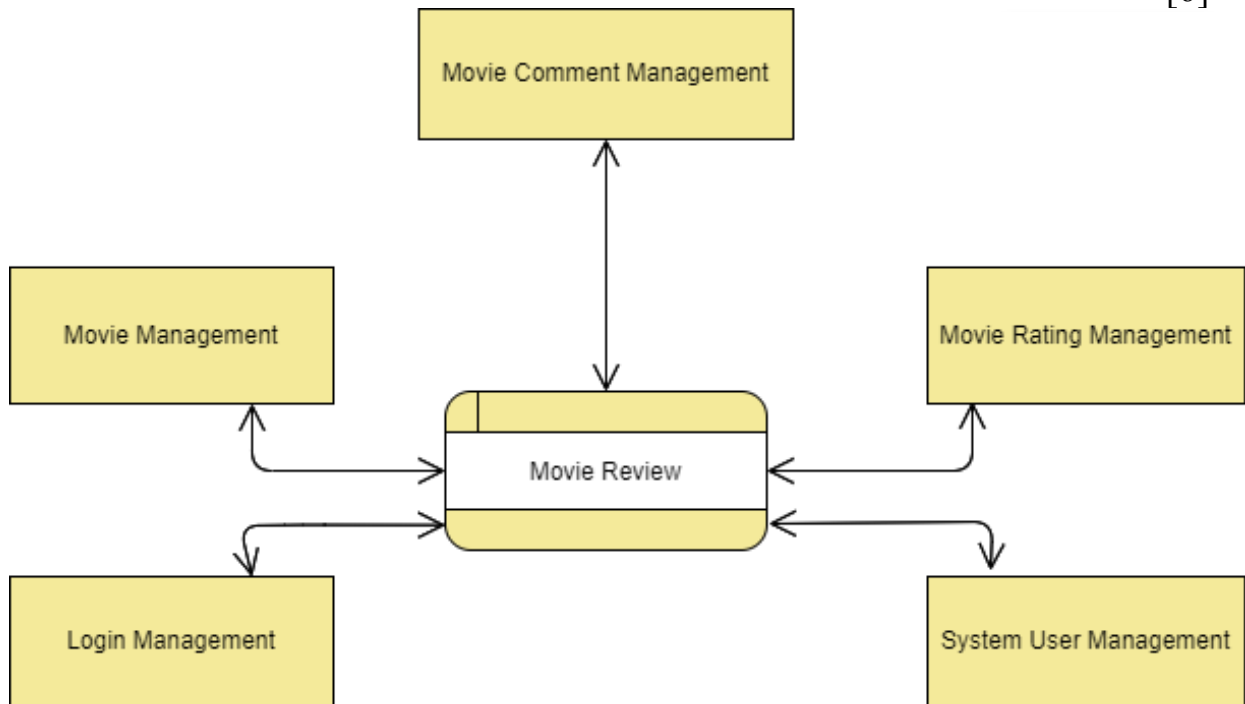 Movie Comment Management
Movie Management
Movie Rating Management
Movie Review
Login Management
System User Management